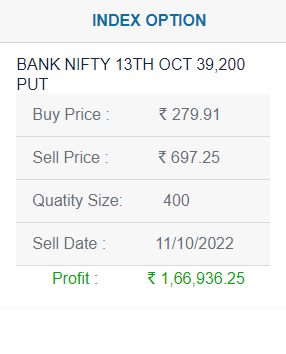 INDEX OPTION
BANK NIFTY 13TH OCT 39,200
PUT
Buy Price : ₹ 279.91
Sell Price : ₹ 697.25
Quatity Size: 400
Sell Date : 11/10/2022
Profit : ₹ 1,66,936.25